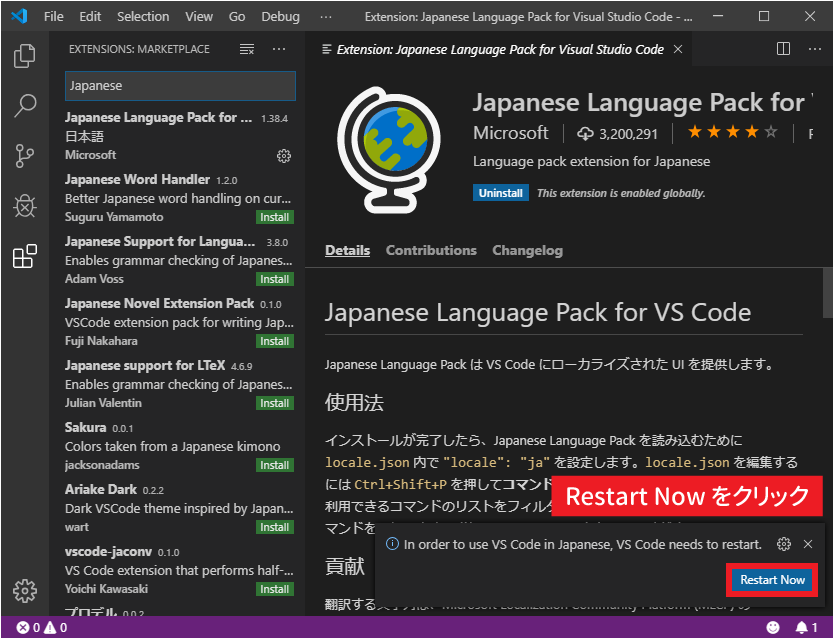 File Edit Selection View Go Debug ··· Extension: Japanese Language Pack for Visual Studio Code - ...
EXTENSIONS: MARKETPLACE
Japanese
Japanese Language Pack for ... 1.38.4
日本語
Microsoft
Japanese Word Handler 1.2.0
Better Japanese word handling on cur...
Suguru Yamamoto Install
Japanese Support for Langua... 3.8.0
Enables grammar checking of Japanes...
Adam Voss Install
Japanese Novel Extension Pack 0.1.0
VSCode extension pack for writing Jap...
Fuji Nakahara Install
Japanese support for LTeX 4.6.9
Enables grammar checking of Japanes...
Julian Valentin Install
Sakura 0.0.1
Colors taken from a Japanese kimono
jacksonadams Install
Ariake Dark 0.2.2
Dark VSCode theme inspired by Japan...
wart Install
vscode-jaconv 0.1.0
VS Code extension that performs half-...
Yoichi Kawasaki Install
プロデル 0.0.2
Extension: Japanese Language Pack for Visual Studio Code
Japanese Language Pack for
Microsoft 3,200,291
Language pack extension for Japanese
Uninstall This extension is enabled globally.
Details Contributions Changelog
Japanese Language Pack for VS Code
Japanese Language Pack は VS Code にローカライズされた UI を提供します。
使用法
インストールが完了したら、Japanese Language Pack を読み込むために
locale.json 内で "locale": "ja" を設定します。locale.json を編集する
には Ctrl+Shift+P を押してコマンド
利用できるコマンドのリストをフィル
マンドを
Restart Now をクリック
In order to use VS Code in Japanese, VS Code needs to restart.
Restart Now
貢献
翻訳する
0 0 1